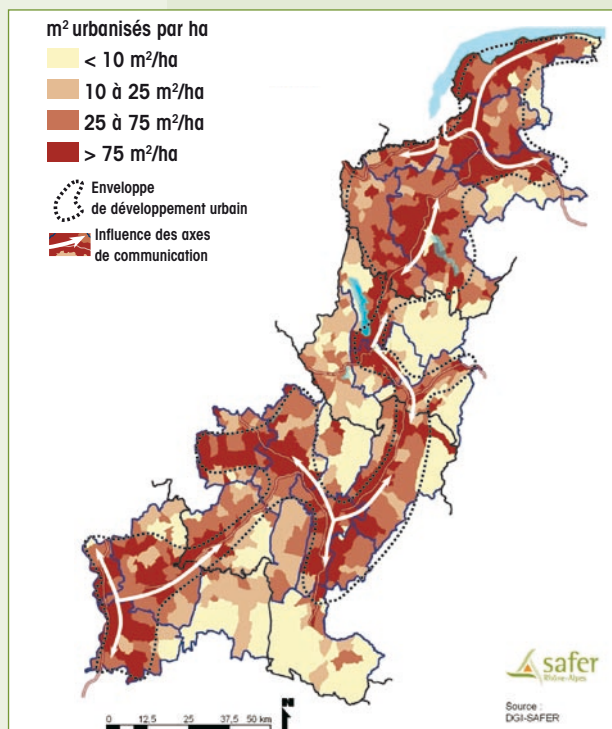 m² urbanisés par ha
< 10 m²/ha
10 à 25 m²/ha
25 à 75 m²/ha
> 75 m²/ha
Enveloppe
de développement urbain
Influence des axes
de communication
safer
Rhône-Alpes
Source :
DGI-SAFER
N
0 12,5 25 37,5 50 km